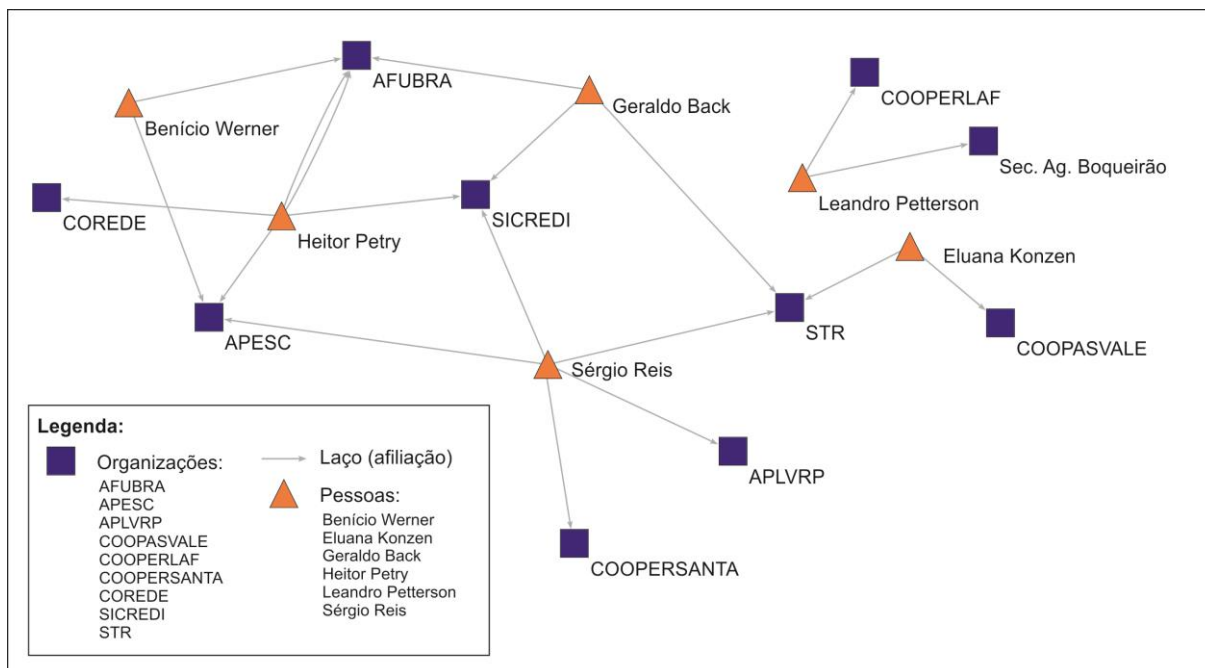 AFUBRA
COOPERLAF
Benício Werner
Geraldo Back
Sec. Ag. Boqueirão
Leandro Petterson
COREDE
Heitor Petry
SICREDI
Eluana Konzen
APESC
STR
COOPASVALE
Sérgio Reis
APLVRP
COOPERSANTA
Legenda:
Organizações:
AFUBRA
APESC
APLVRP
COOPASVALE
COOPERLAF
COOPERSANTA
COREDE
SICREDI
STR
Laço (afiliação)
Pessoas:
Benício Werner
Eluana Konzen
Geraldo Back
Heitor Petry
Leandro Petterson
Sérgio Reis